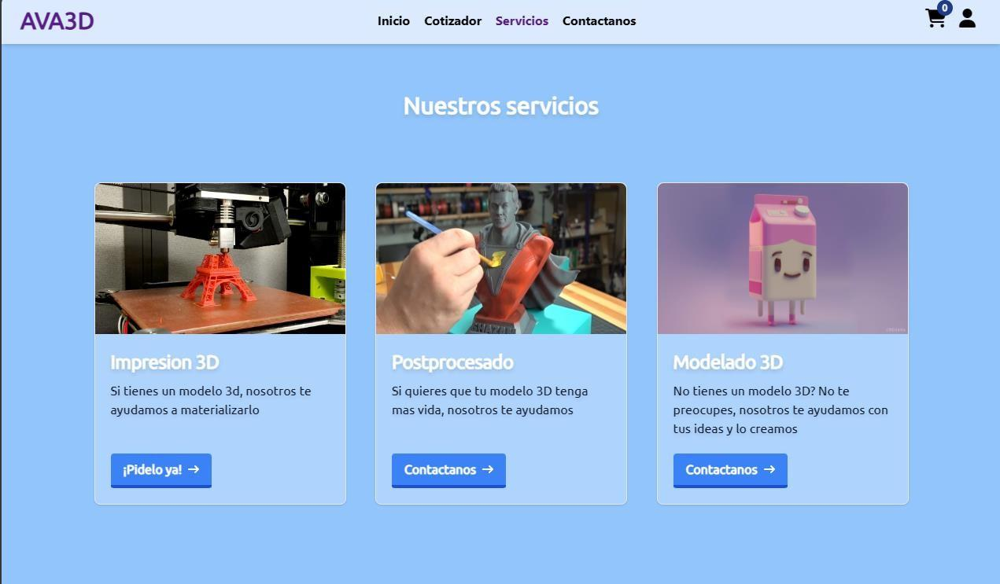 AVA3D
Inicio Cotizador Servicios Contactanos
0
Nuestros servicios
SHAZAM
Impresion 3D
Si tienes un modelo 3d, nosotros te
ayudamos a materializarlo
¡Pidelo ya! →
Postprocesado
Si quieres que tu modelo 3D tenga
mas vida, nosotros te ayudamos
Contactanos →
Modelado 3D
No tienes un modelo 3D? No te
preocupes, nosotros te ayudamos con
tus ideas y lo creamos
Contactanos →